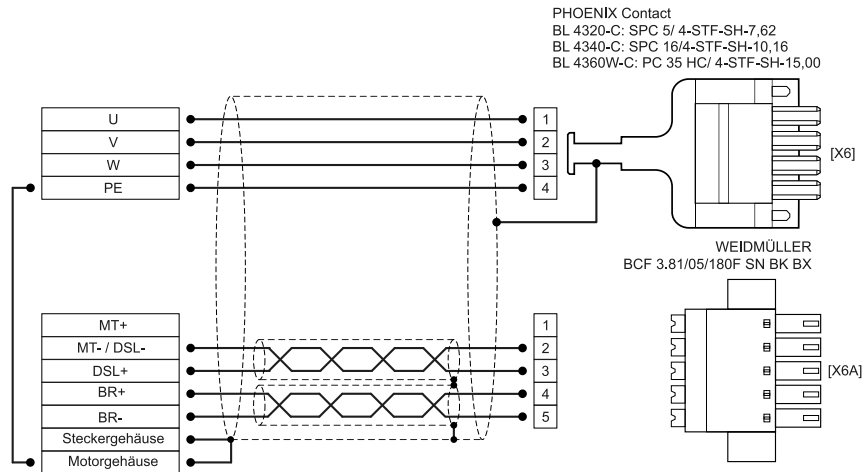 PHOENIX Contact
BL 4320-C: SPC 5/ 4-STF-SH-7,62
BL 4340-C: SPC 16/4-STF-SH-10,16
BL 4360W-C: PC 35 HC/ 4-STF-SH-15,00
U
1
V
2
W
3
PE
4
[X6]
WEIDMÜLLER
BCF 3.81/05/180F SN BK BX
MT+
1
MT- / DSL-
2
DSL+
3
BR+
4
BR-
5
[X6A]
Steckergehäuse
Motorgehäuse